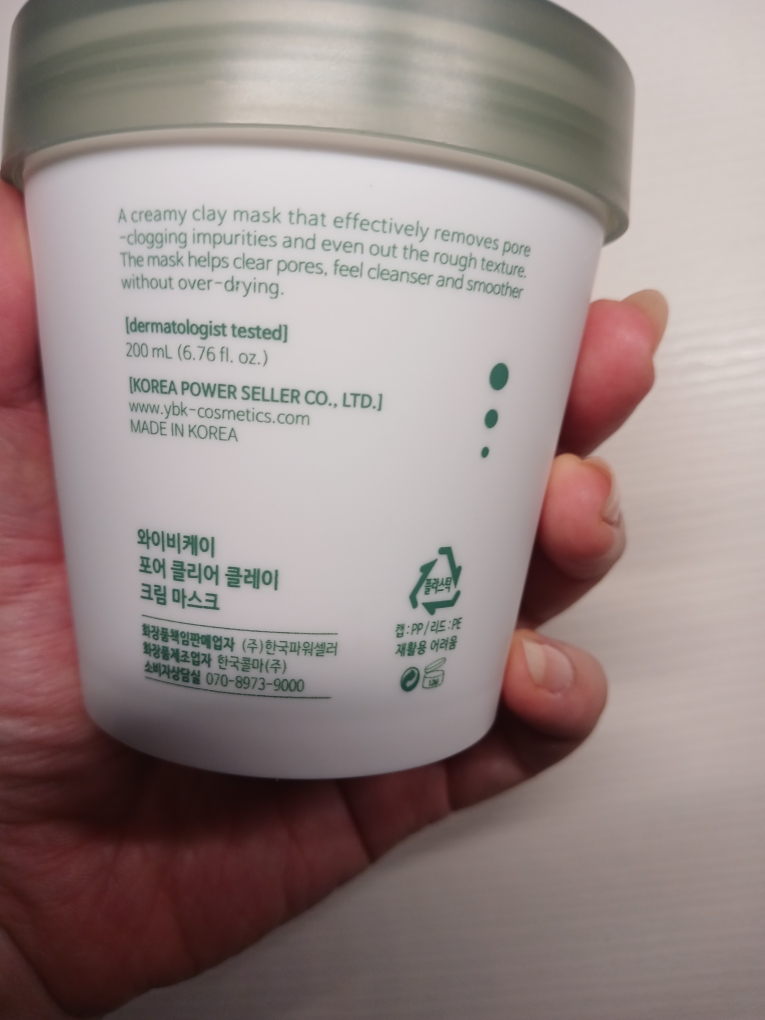 A creamy clay mask that effectively removes pore
-clogging impurities and even out the rough texture.
The mask helps clear pores, feel cleanser and smoother
without over-drying.
[dermatologist tested]
200 mL (6.76 fl. oz.)
[KOREA POWER SELLER CO., LTD.]
www.ybk-cosmetics.com
MADE IN KOREA
와이비케이
포어 클리어 클레이
크림 마스크
화장품책임판매업자 (주)한국파워셀러
화장품제조업자 한국콜마(주)
소비자상담실 070-8973-9000
플라스틱
캡 : PP / 리드 : PE
재활용 어려움
12M